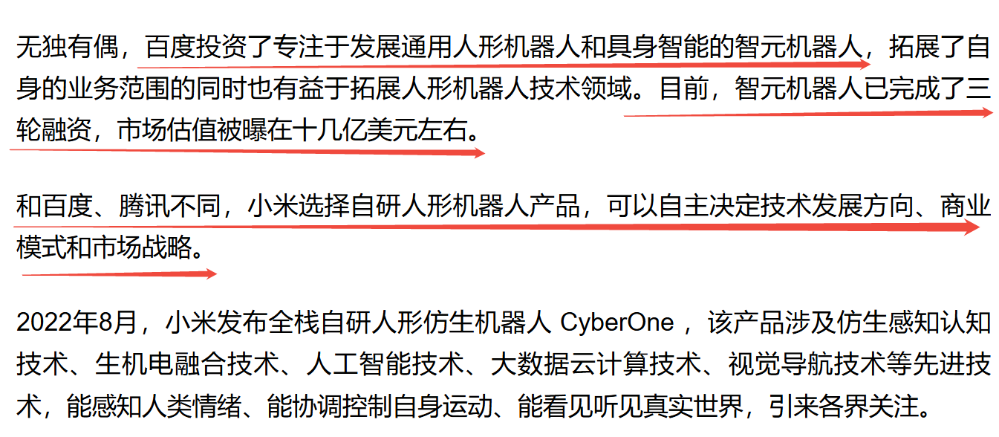 无独有偶，百度投资了专注于发展通用人形机器人和具身智能的智元机器人，拓展了自
身的业务范围的同时也有益于拓展人形机器人技术领域。目前，智元机器人已完成了三
轮融资，市场估值被曝在十几亿美元左右。
和百度、腾讯不同，小米选择自研人形机器人产品，可以自主决定技术发展方向、商业
模式和市场战略。
2022年8月，小米发布全栈自研人形仿生机器人 CyberOne ，该产品涉及仿生感知认知
技术、生机电融合技术、人工智能技术、大数据云计算技术、视觉导航技术等先进技
术，能感知人类情绪、能协调控制自身运动、能看见听见真实世界，引来各界关注。